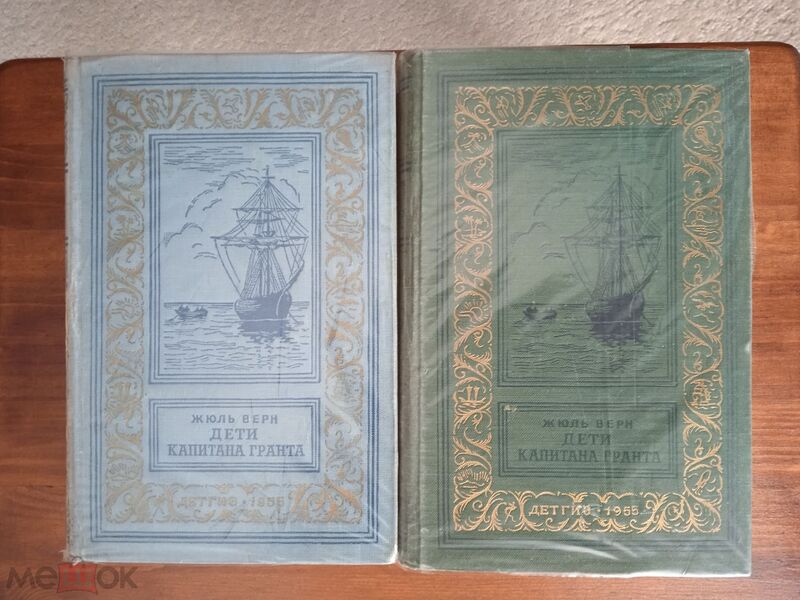 ЖЮЛЬ ВЕРН
ДЕТИ
КАПИТАНА ГРАНТА
ДЕТГИЗ · 1955
ЖЮЛЬ ВЕРН
ДЕТИ
КАПИТАНА ГРАНТА
ДЕТГИЗ · 1955
мешок